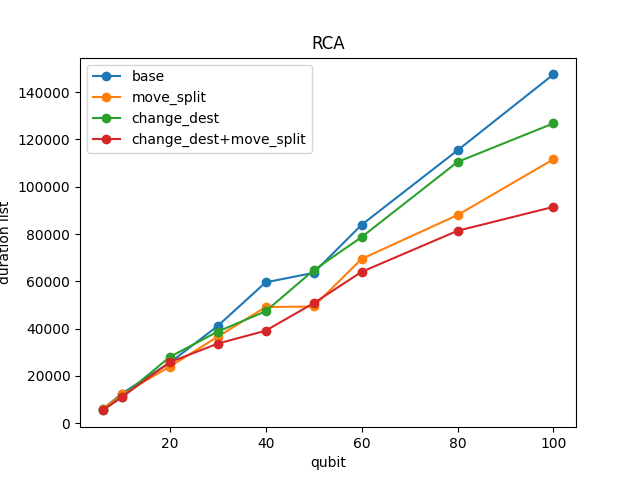 RCA
base
move_split
change_dest
change_dest+move_split
140000
120000
100000
80000
60000
40000
20000
0
duration list
20 40 60 80 100
qubit